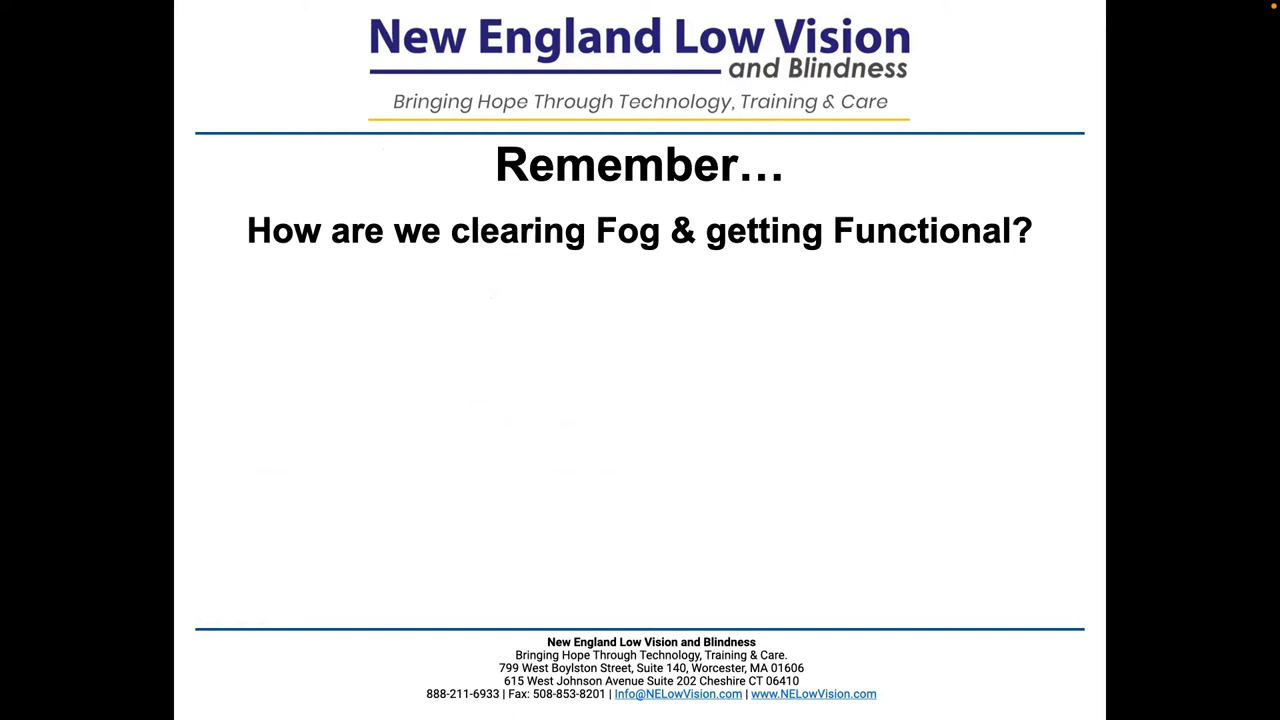 New England Low Vision
and Blindness
Bringing Hope Through Technology, Training & Care
Remember…
How are we clearing Fog & getting Functional?
New England Low Vision and Blindness
Bringing Hope Through Technology, Training & Care.
799 West Boylston Street, Suite 140, Worcester, MA 01606
615 West Johnson Avenue Suite 202 Cheshire CT 06410
888-211-6933 | Fax: 508-853-8201 | Info@NELowVision.com | www.NELowVision.com